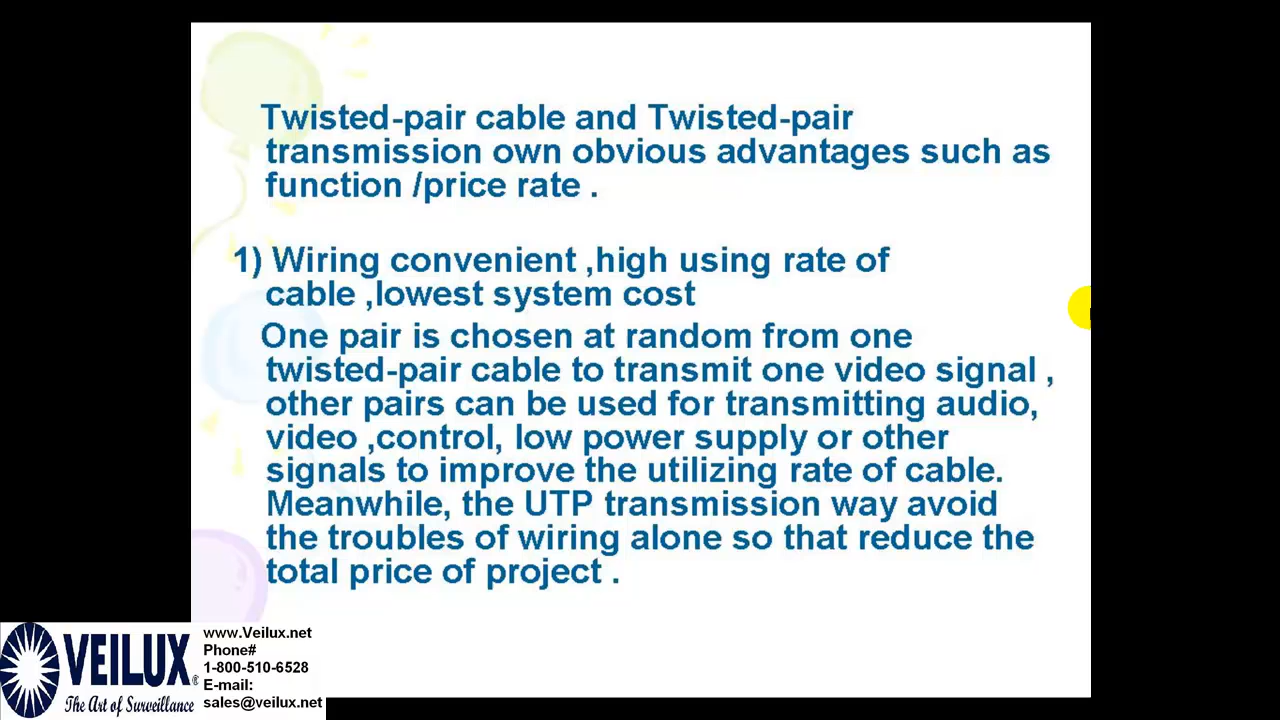 Twisted-pair cable and Twisted-pair
transmission own obvious advantages such as
function /price rate .
1) Wiring convenient ,high using rate of
cable ,lowest system cost
One pair is chosen at random from one
twisted-pair cable to transmit one video signal ,
other pairs can be used for transmitting audio,
video ,control, low power supply or other
signals to improve the utilizing rate of cable.
Meanwhile, the UTP transmission way avoid
the troubles of wiring alone so that reduce the
total price of project .
VEILUX®
The Art of Surveillance
www.Veilux.net
Phone#
1-800-510-6528
E-mail:
sales@veilux.net